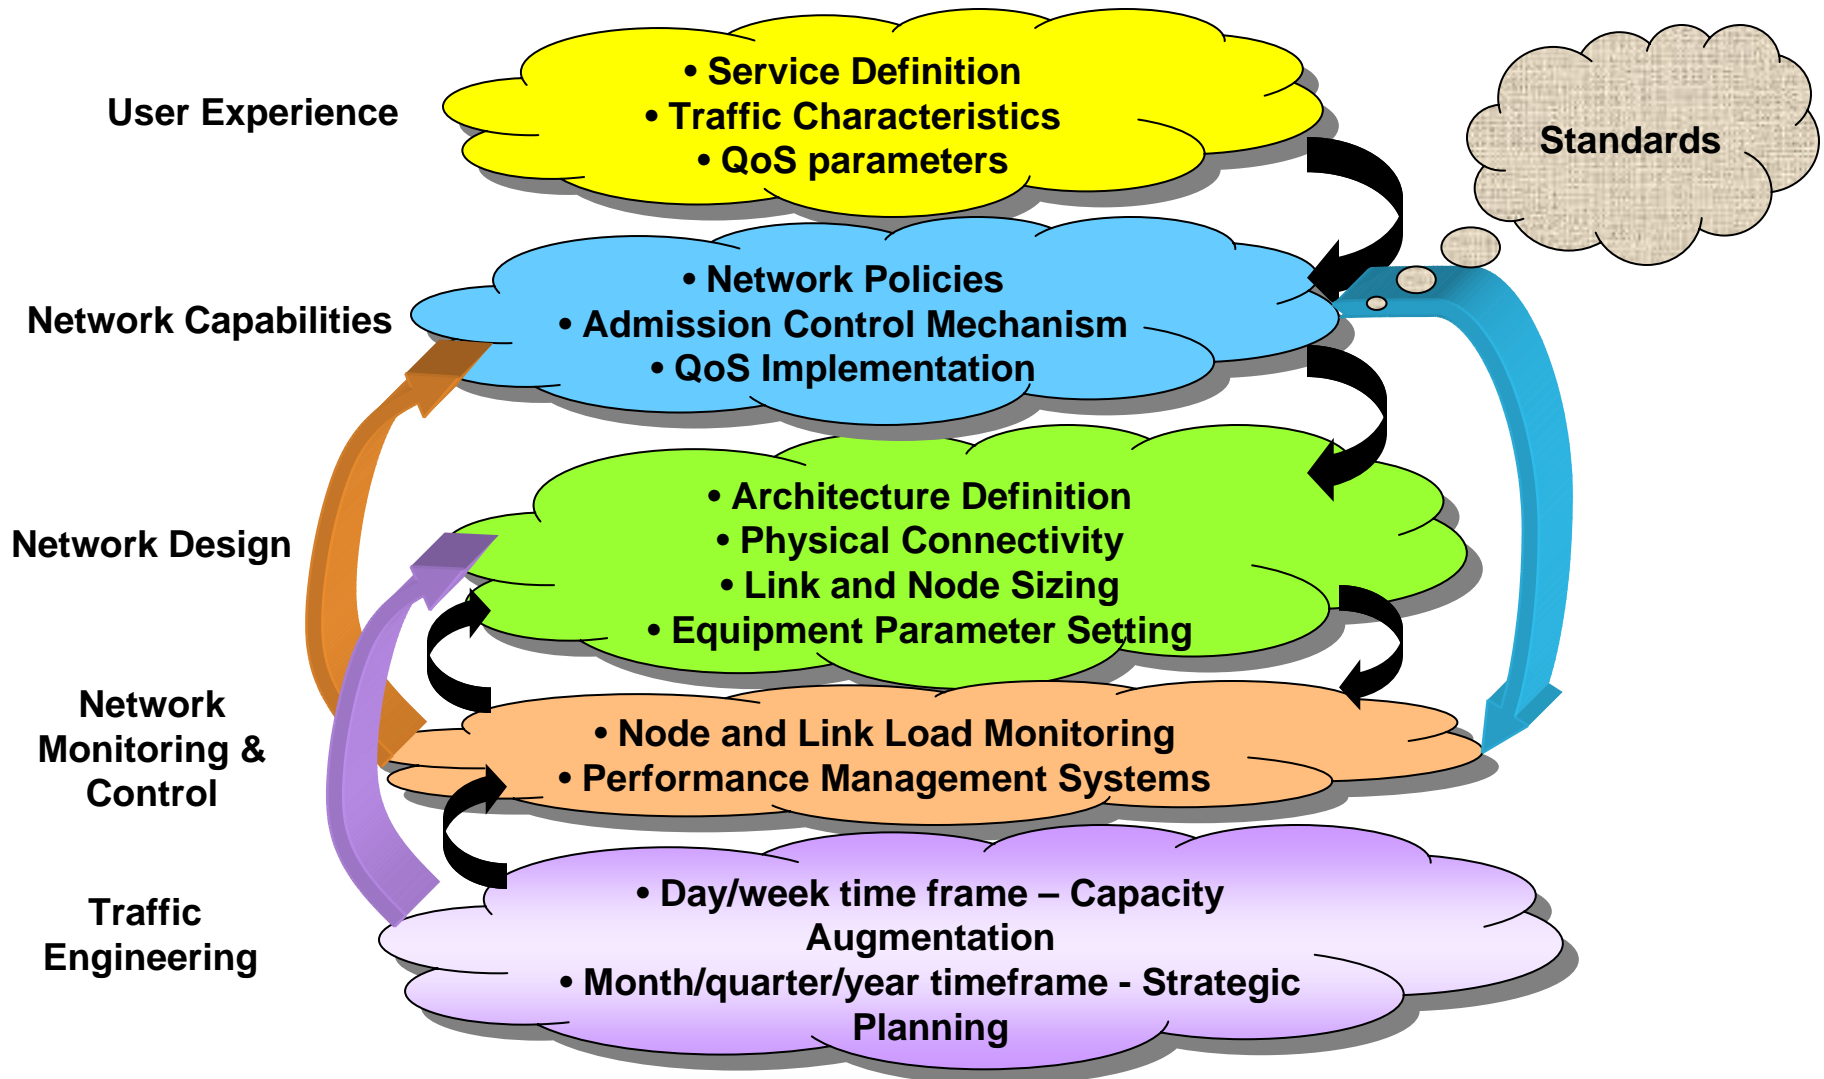 User Experience
• Service Definition
• Traffic Characteristics
• QoS parameters
Standards
Network Capabilities
• Network Policies
• Admission Control Mechanism
• QoS Implementation
Network Design
• Architecture Definition
• Physical Connectivity
• Link and Node Sizing
• Equipment Parameter Setting
Network
Monitoring &
Control
• Node and Link Load Monitoring
• Performance Management Systems
Traffic
Engineering
• Day/week time frame – Capacity
Augmentation
• Month/quarter/year timeframe - Strategic
Planning